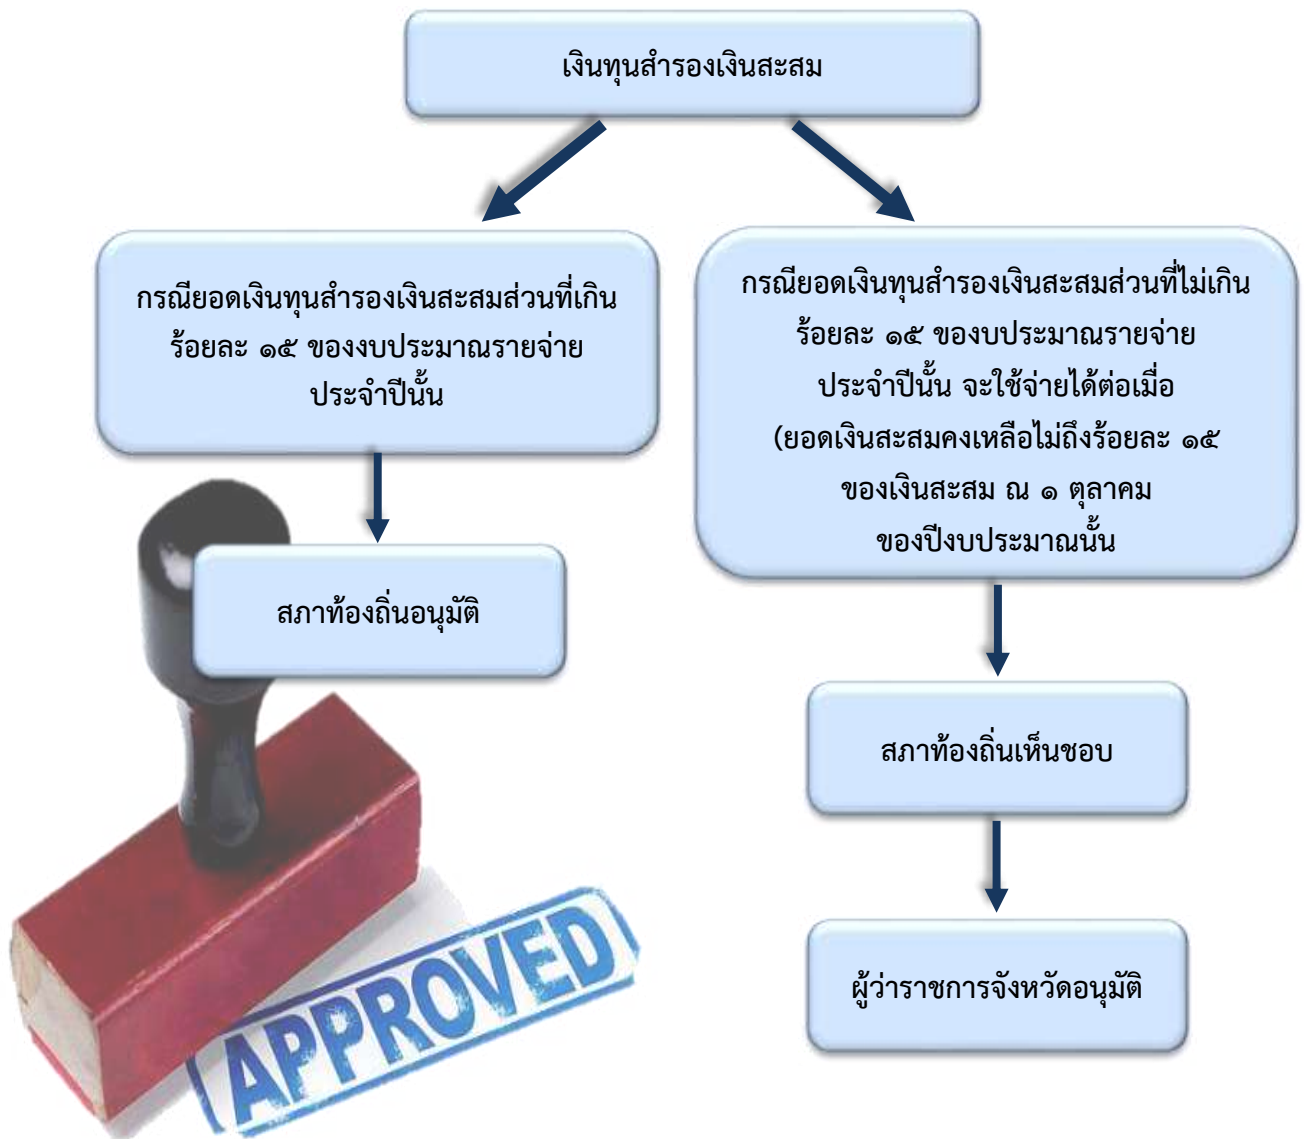 เงินทุนสำรองเงินสะสม
กรณียอดเงินทุนสำรองเงินสะสมส่วนที่เกิน
ร้อยละ ๑๕ ของงบประมาณรายจ่าย
ประจำปีนั้น
สภาท้องถิ่นอนุมัติ
กรณียอดเงินทุนสำรองเงินสะสมส่วนที่ไม่เกิน
ร้อยละ ๑๕ ของบประมาณรายจ่าย
ประจำปีนั้น จะใช้จ่ายได้ต่อเมื่อ
(ยอดเงินสะสมคงเหลือไม่ถึงร้อยละ ๑๕
ของเงินสะสม ณ ๑ ตุลาคม
ของปีงบประมาณนั้น
สภาท้องถิ่นเห็นชอบ
ผู้ว่าราชการจังหวัดอนุมัติ
APPROVED